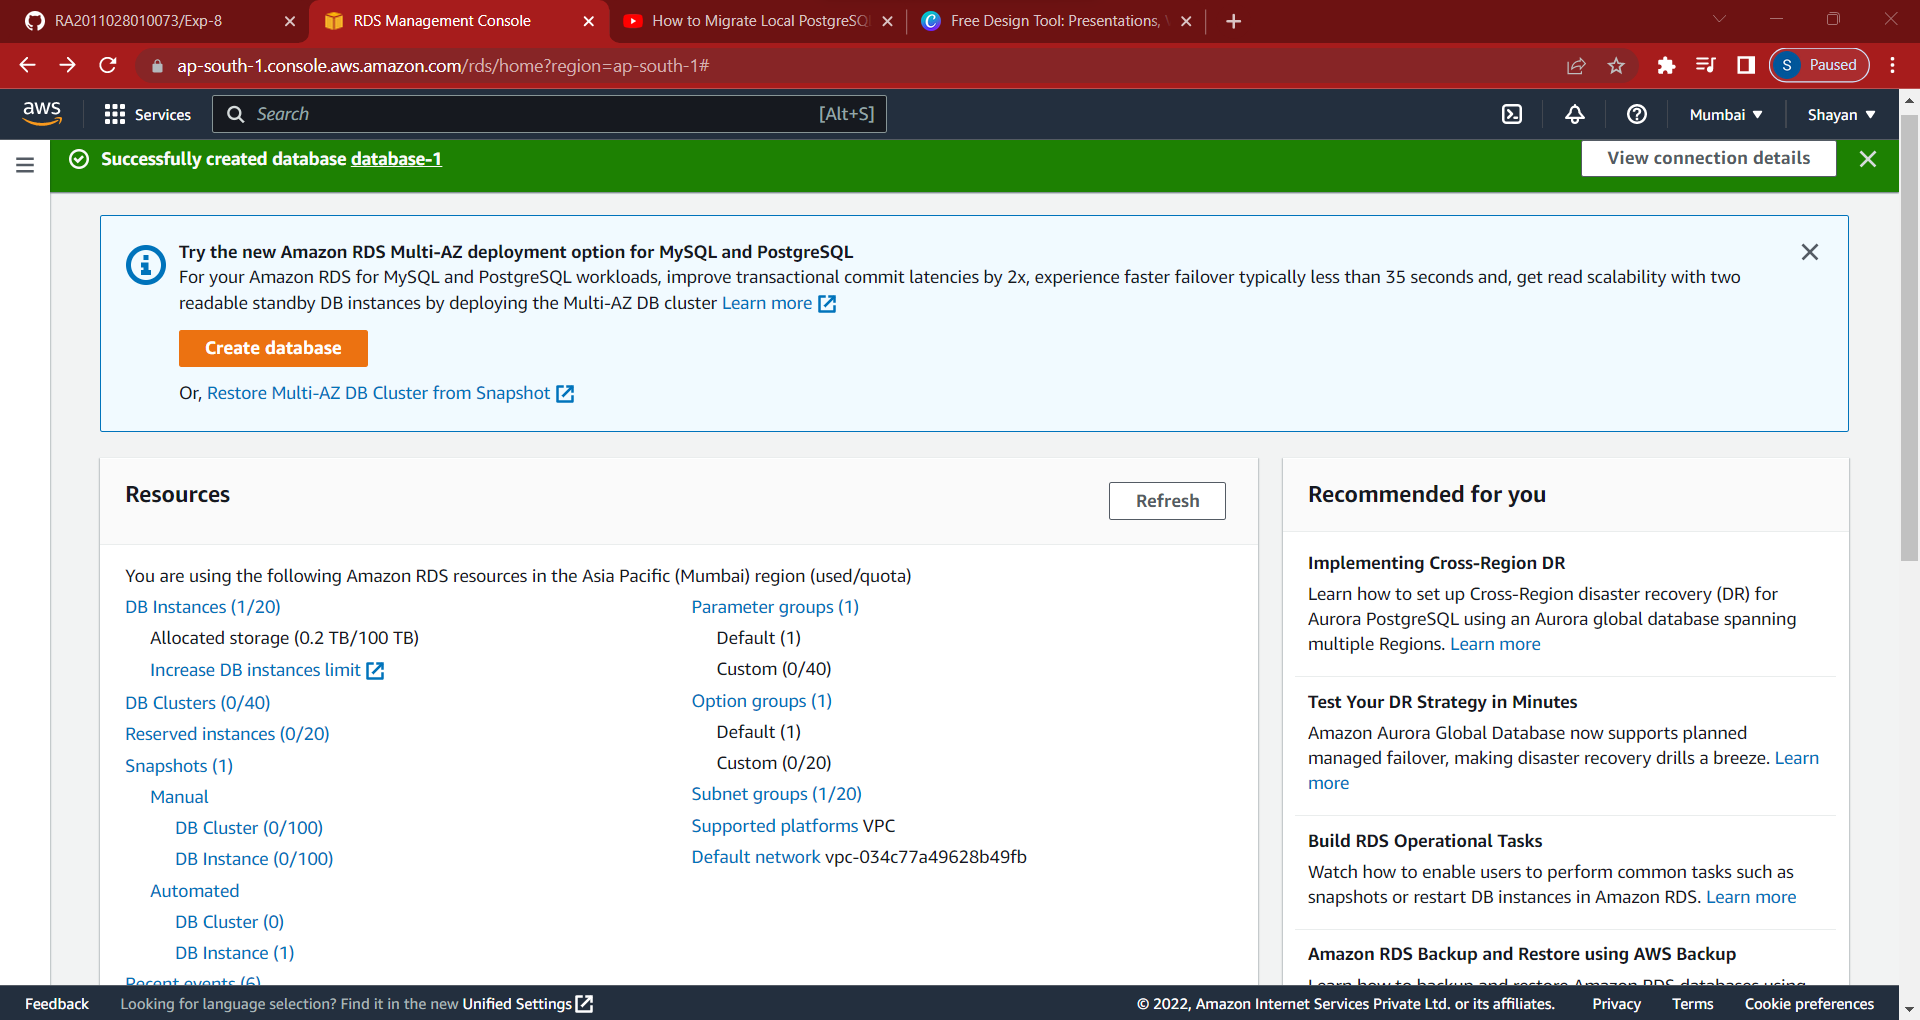 RA2011028010073/Exp-8
RDS Management Console
How to Migrate Local PostgreSQL
Free Design Tool: Presentations,
ap-south-1.console.aws.amazon.com/rds/home?region=ap-south-1#
S Paused
aws
Services
Search
[Alt+S]
Mumbai
Shayan
Successfully created database database-1
View connection details
Try the new Amazon RDS Multi-AZ deployment option for MySQL and PostgreSQL
For your Amazon RDS for MySQL and PostgreSQL workloads, improve transactional commit latencies by 2x, experience faster failover typically less than 35 seconds and, get read scalability with two
readable standby DB instances by deploying the Multi-AZ DB cluster Learn more
Create database
Or, Restore Multi-AZ DB Cluster from Snapshot
Resources
Refresh
You are using the following Amazon RDS resources in the Asia Pacific (Mumbai) region (used/quota)
DB Instances (1/20)
Allocated storage (0.2 TB/100 TB)
Increase DB instances limit
DB Clusters (0/40)
Reserved instances (0/20)
Snapshots (1)
Manual
DB Cluster (0/100)
DB Instance (0/100)
Automated
DB Cluster (0)
DB Instance (1)
Recent events (6)
Parameter groups (1)
Default (1)
Custom (0/40)
Option groups (1)
Default (1)
Custom (0/20)
Subnet groups (1/20)
Supported platforms VPC
Default network vpc-034c77a49628b49fb
Recommended for you
Implementing Cross-Region DR
Learn how to set up Cross-Region disaster recovery (DR) for
Aurora PostgreSQL using an Aurora global database spanning
multiple Regions. Learn more
Test Your DR Strategy in Minutes
Amazon Aurora Global Database now supports planned
managed failover, making disaster recovery drills a breeze. Learn
more
Build RDS Operational Tasks
Watch how to enable users to perform common tasks such as
snapshots or restart DB instances in Amazon RDS. Learn more
Amazon RDS Backup and Restore using AWS Backup
Learn how to backup and restore Amazon RDS databases using
Feedback
Looking for language selection? Find it in the new Unified Settings
© 2022, Amazon Internet Services Private Ltd. or its affiliates.
Privacy
Terms
Cookie preferences